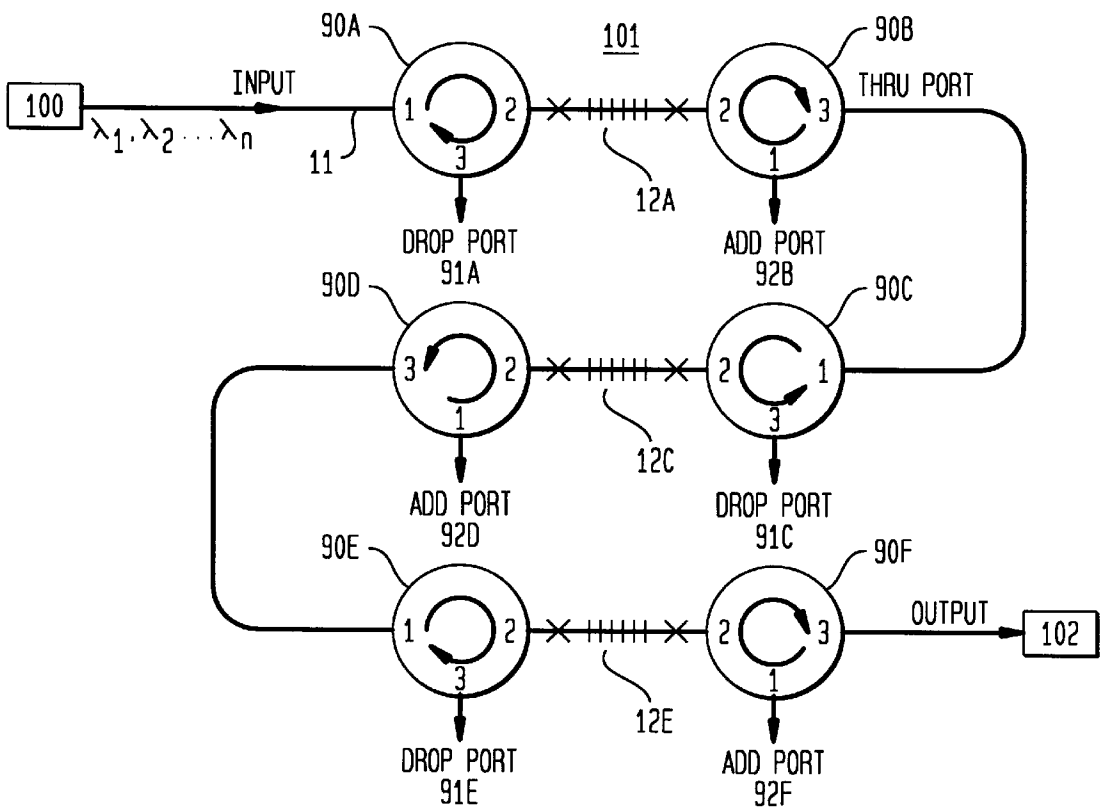 90A
101
90B
100
INPUT
λ1, λ2 ... λn
11
1 2
3
12A
2 3
1
THRU PORT
DROP PORT
91A
ADD PORT
92B
90D
90C
3 2
1
12C
2 1
3
ADD PORT
92D
DROP PORT
91C
90E
90F
1 2
3
12E
2 3
1
OUTPUT
102
DROP PORT
91E
ADD PORT
92F